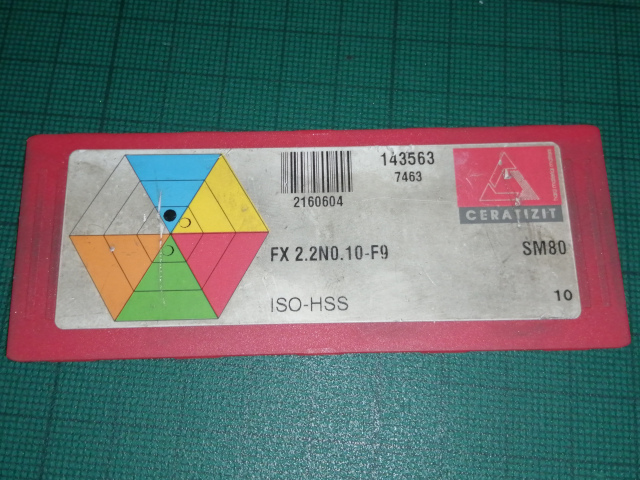 143563
7463
2160604
CERATIZIT
FX 2.2N0.10-F9
SM80
ISO-HSS
10